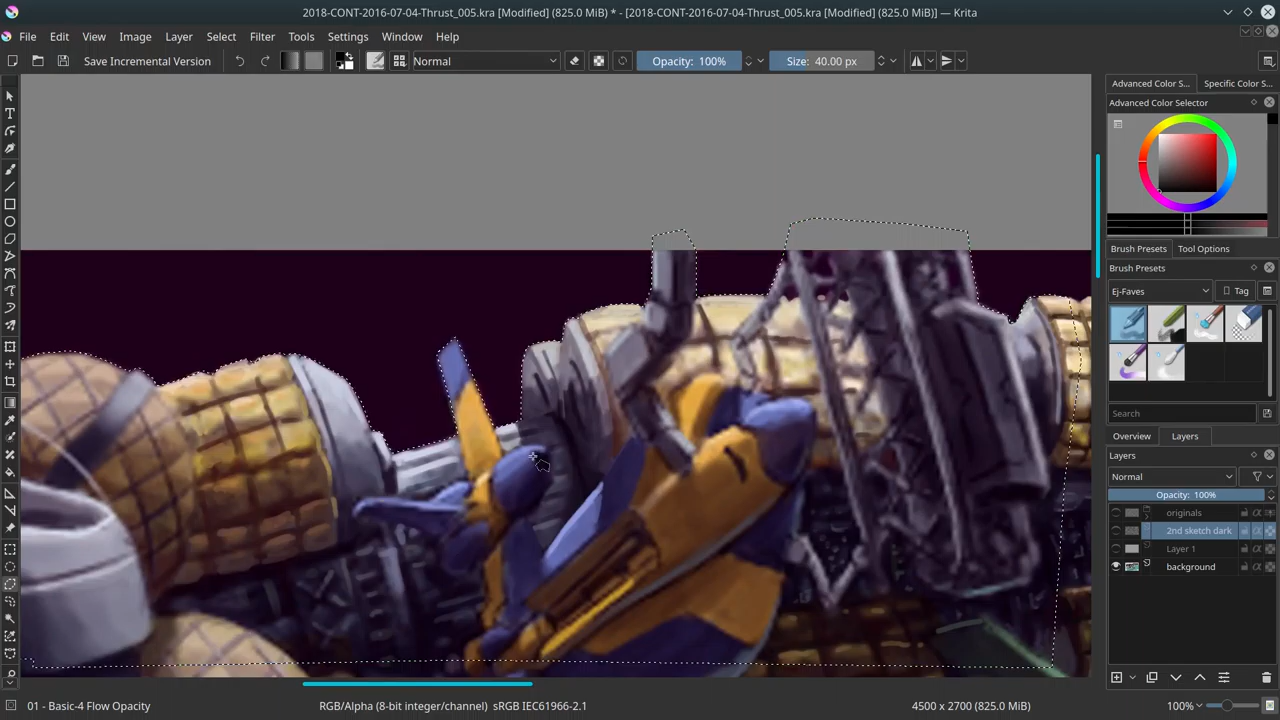 2018-CONT-2016-07-04-Thrust_005.kra [Modified] (825.0 MiB) * - [2018-CONT-2016-07-04-Thrust_005.kra [Modified] (825.0 MiB)] — Krita
File Edit View Image Layer Select Filter Tools Settings Window Help
Save Incremental Version Normal Opacity: 100% Size: 40.00 px
Advanced Color S... Specific Color S...
Advanced Color Selector
Brush Presets Tool Options
Brush Presets
Ej-Faves Tag
Search
Overview Layers
Layers
Normal
Opacity: 100%
originals
2nd sketch dark
Layer 1
background
01 - Basic-4 Flow Opacity RGB/Alpha (8-bit integer/channel) sRGB IEC61966-2.1 4500 x 2700 (825.0 MiB) 100%